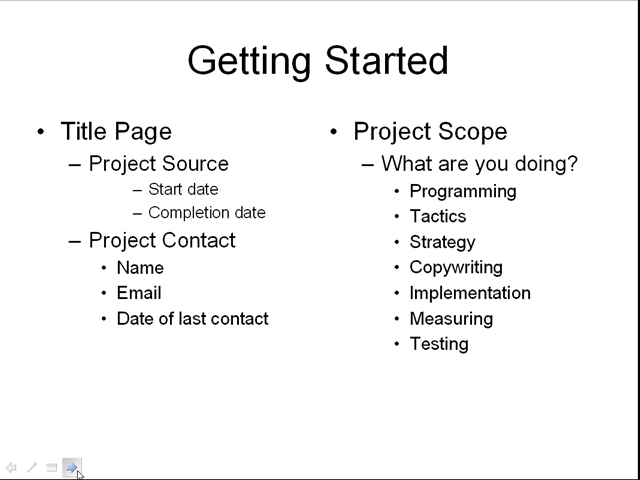 Getting Started
• Title Page
– Project Source
– Start date
– Completion date
– Project Contact
• Name
• Email
• Date of last contact
• Project Scope
– What are you doing?
• Programming
• Tactics
• Strategy
• Copywriting
• Implementation
• Measuring
• Testing